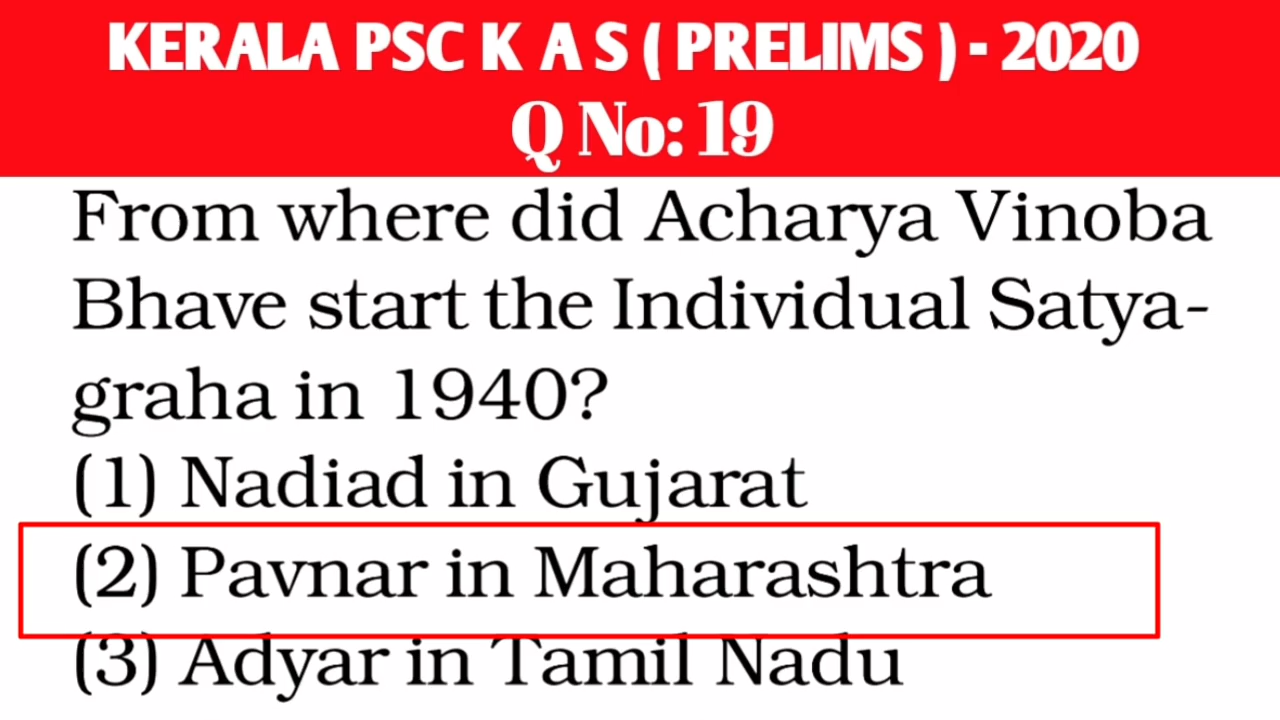 KERALA PSC K A S ( PRELIMS ) - 2020
Q No: 19
From where did Acharya Vinoba
Bhave start the Individual Satya-
graha in 1940?
(1) Nadiad in Gujarat
(2) Pavnar in Maharashtra
(3) Adyar in Tamil Nadu